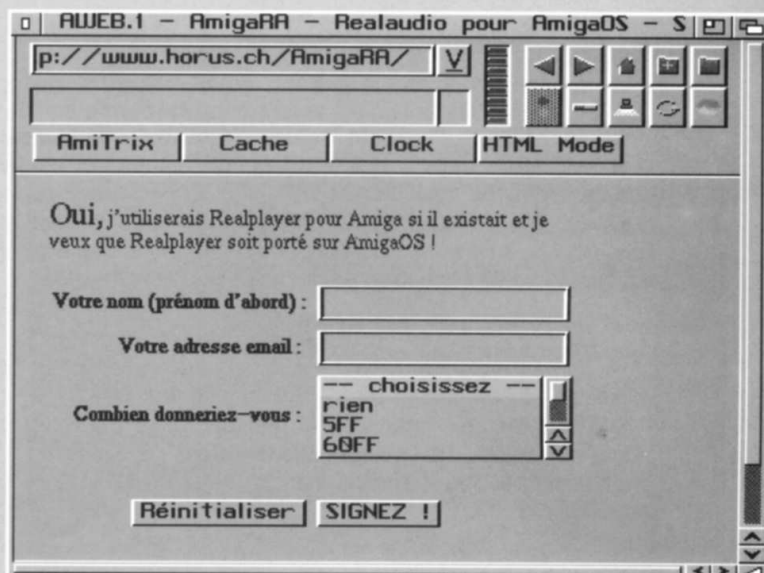 AWEB.1 - AmigaRA - Realaudio pour AmigaOS - S
p://www.horus.ch/AmigaRA/ V
AmiTrix Cache Clock HTML Mode
Oui, j'utiliserais Realplayer pour Amiga si il existait et je
veux que Realplayer soit porté sur AmigaOS !
Votre nom (prénom d'abord) :
Votre adresse email :
Combien donneriez-vous :
-- choisissez --
rien
5FF
60FF
Réinitialiser SIGNEZ !